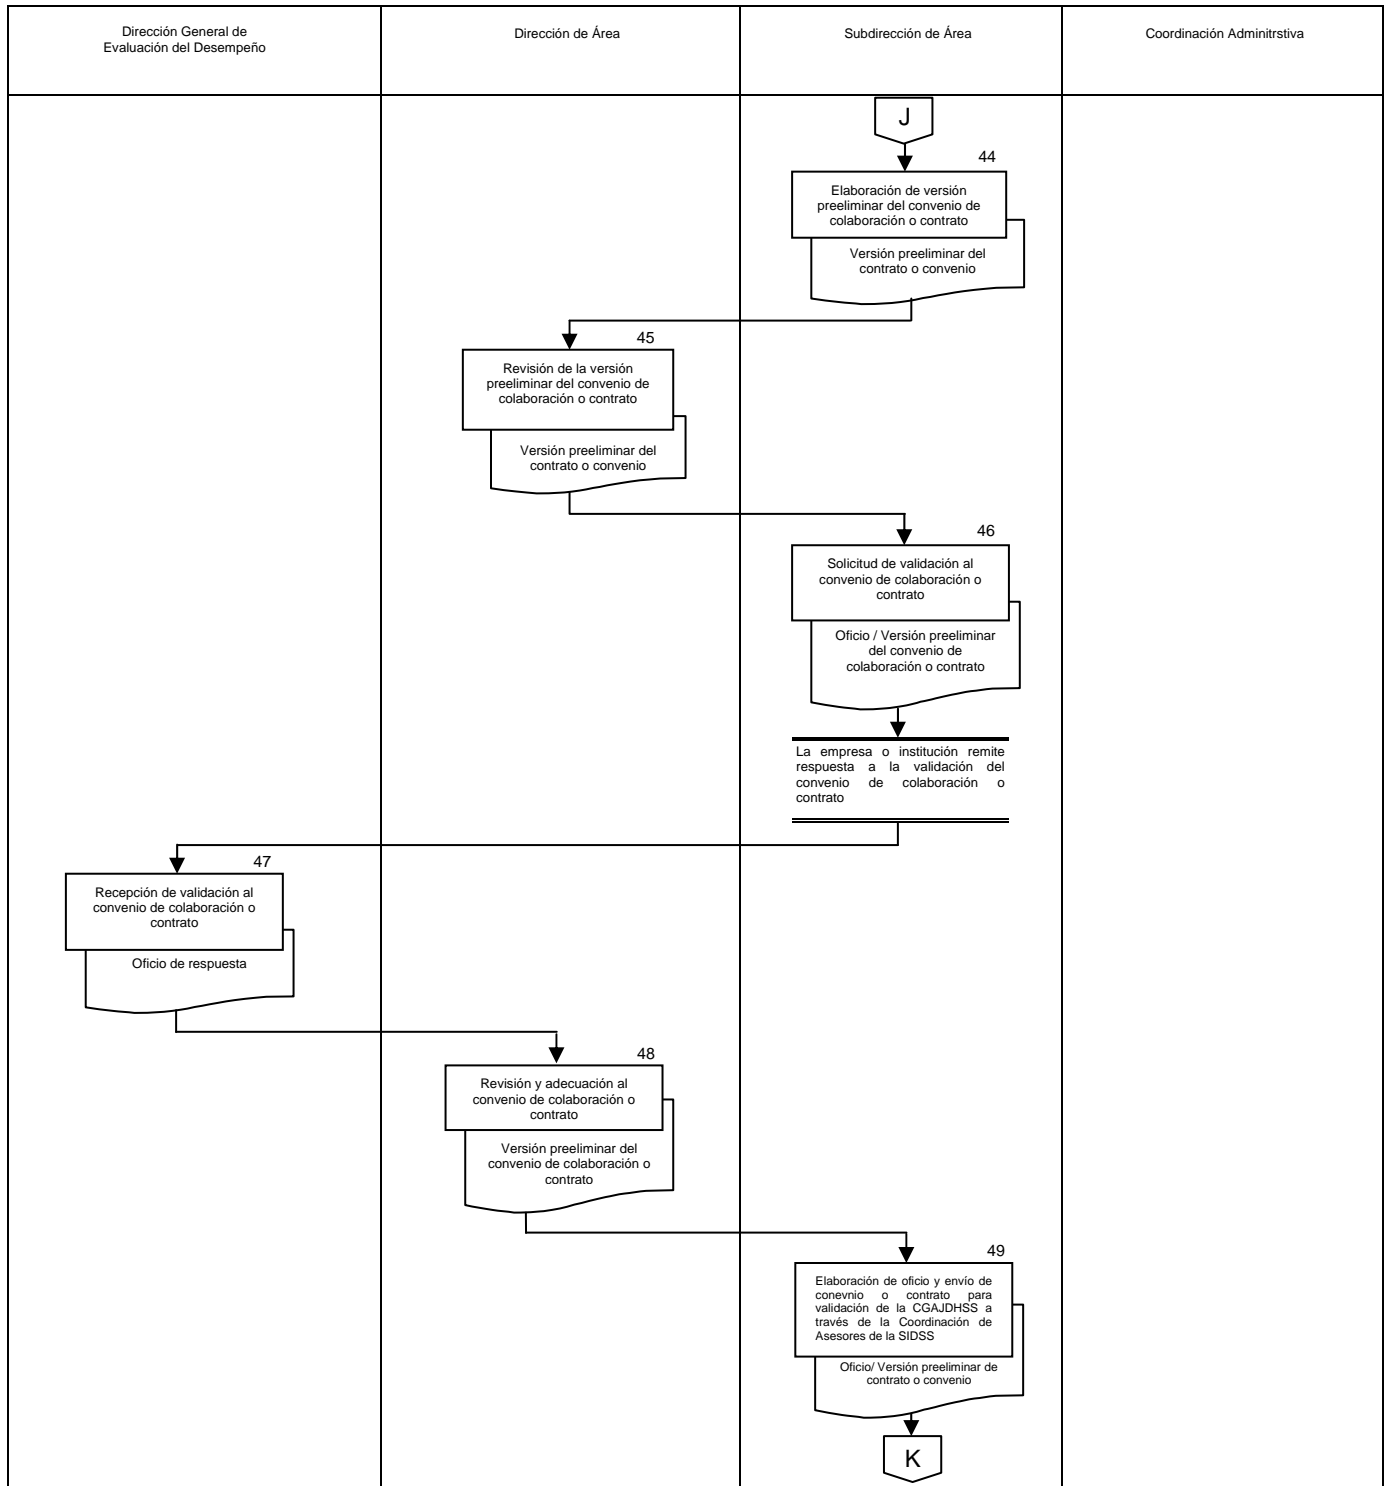 Dirección General de
Evaluación del Desempeño
Dirección de Área
Subdirección de Área
Coordinación Adminitrstiva
J
44
Elaboración de versión
preeliminar del convenio de
colaboración o contrato
Versión preeliminar del
contrato o convenio
45
Revisión de la versión
preeliminar del convenio de
colaboración o contrato
Versión preeliminar del
contrato o convenio
46
Solicitud de validación al
convenio de colaboración o
contrato
Oficio / Versión preeliminar
del convenio de
colaboración o contrato
La empresa o institución remite
respuesta a la validación del
convenio de colaboración o
contrato
47
Recepción de validación al
convenio de colaboración o
contrato
Oficio de respuesta
48
Revisión y adecuación al
convenio de colaboración o
contrato
Versión preeliminar del
convenio de colaboración o
contrato
49
Elaboración de oficio y envío de
conevnio o contrato para
validación de la CGAJDHSS a
través de la Coordinación de
Asesores de la SIDSS
Oficio/ Versión preeliminar de
contrato o convenio
K